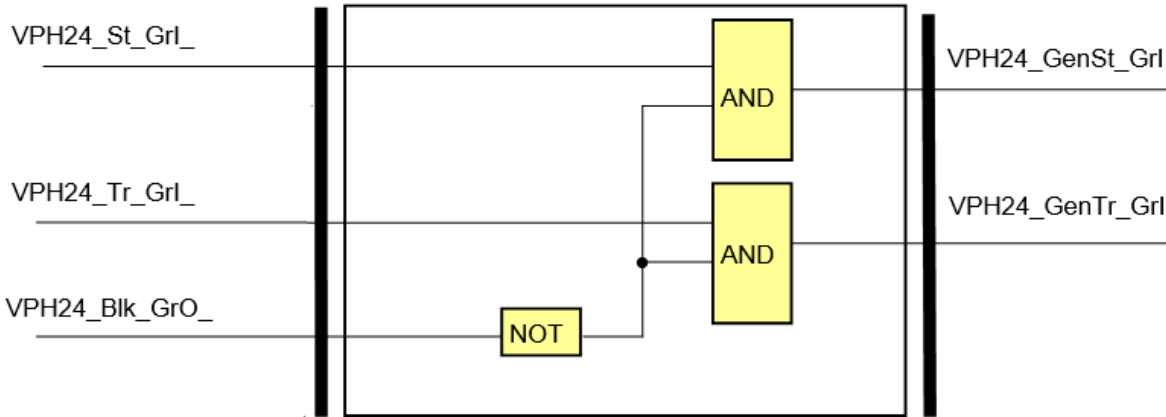 VPH24_St_GrI_
VPH24_GenSt_GrI
AND
VPH24_Tr_GrI_
VPH24_GenTr_GrI
AND
VPH24_Blk_GrO_
NOT